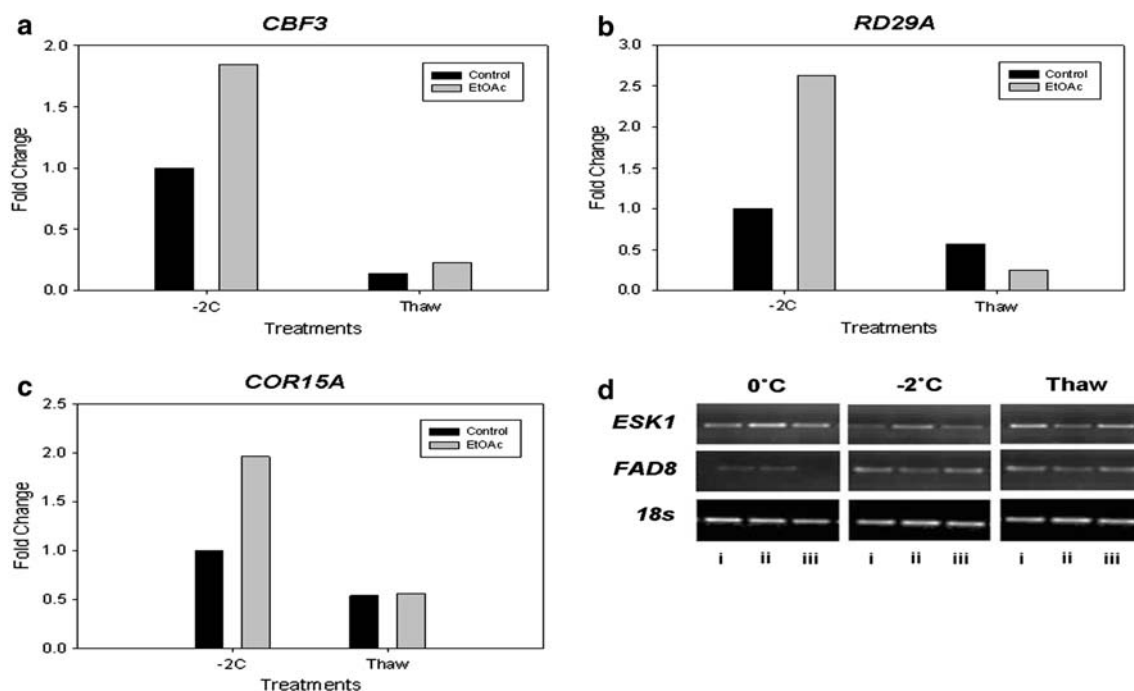 a
CBF3
2.0
1.5
1.0
0.5
0.0
Fold Change
Control
EtOAc
-2C
Thaw
Treatments
b
RD29A
3.0
2.5
2.0
1.5
1.0
0.5
0.0
Fold Change
Control
EtOAc
-2C
Thaw
Treatments
c
COR15A
2.5
2.0
1.5
1.0
0.5
0.0
Fold Change
Control
EtOAc
-2C
Thaw
Treatments
d
0°C -2°C Thaw
ESK1
FAD8
18s
i ii iii i ii iii i ii iii